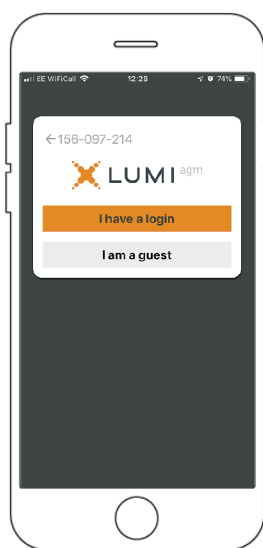 EE WiFiCall 12:28 74%
←156-097-214
LUMI agm
I have a login
I am a guest